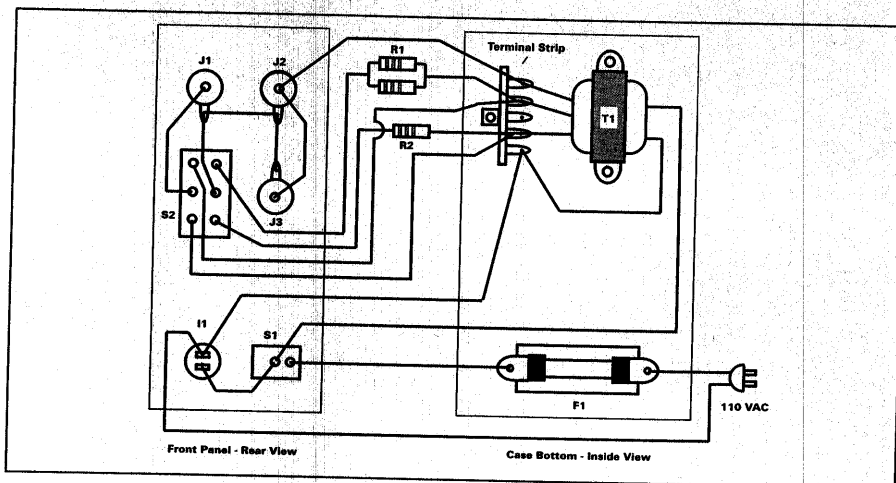 Terminal Strip
R1
J1
J2
T1
R2
S2
J3
I1
S1
F1
110 VAC
Front Panel - Rear View
Case Bottom - Inside View